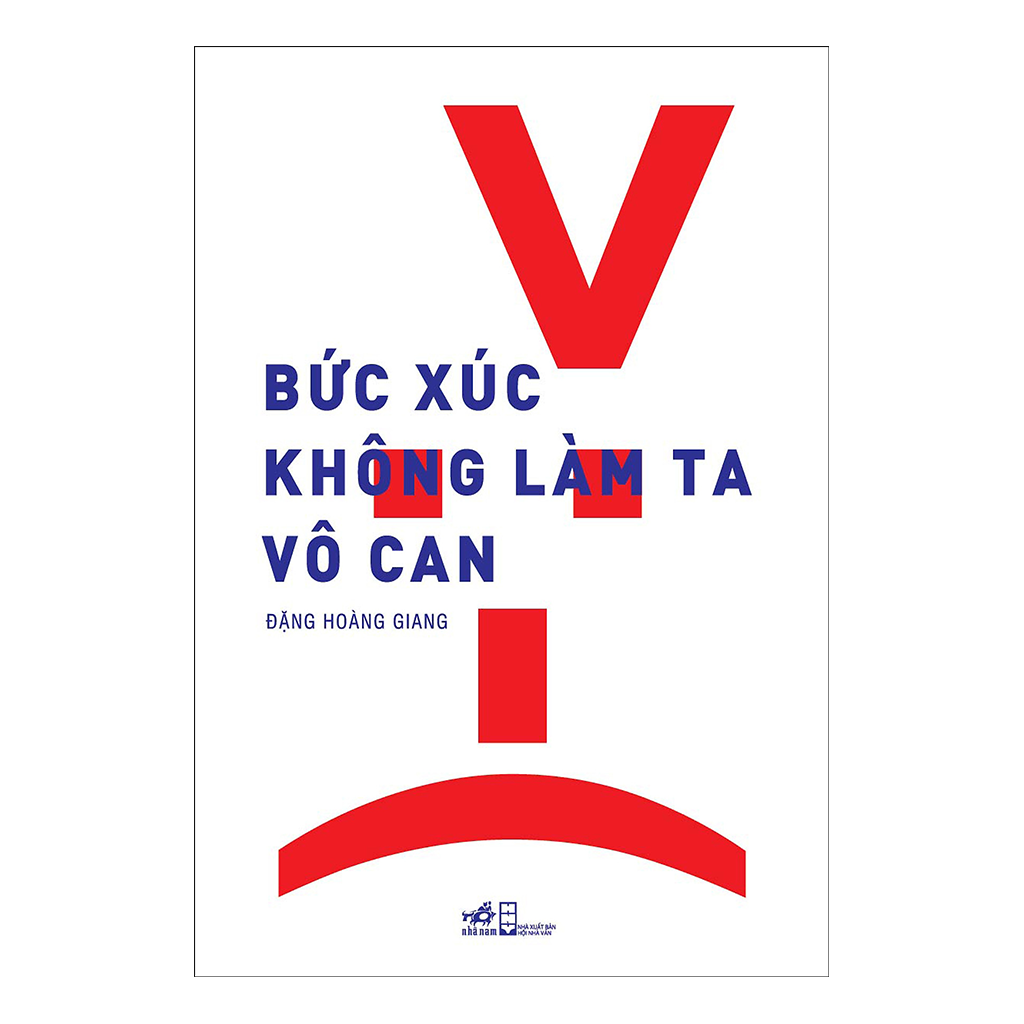 BỨC XÚC
KHÔNG LÀM TA
VÔ CAN
ĐẶNG HOÀNG GIANG
nhã nam
NHÀ XUẤT BẢN
HỘI NHÀ VĂN